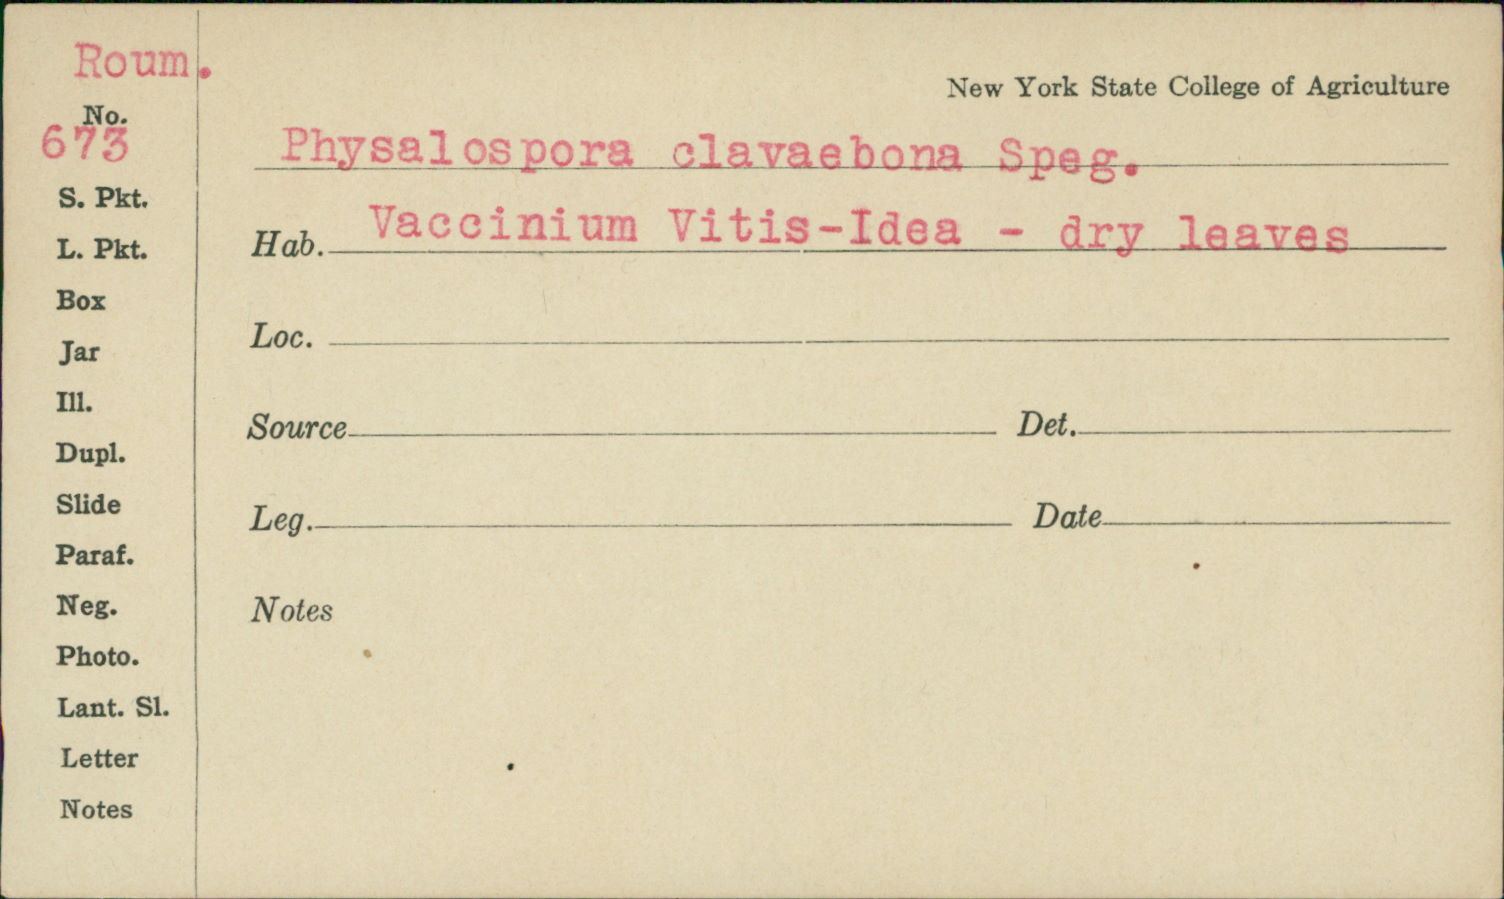 Roum.
New York State College of Agriculture
No.
673
Physalospora clavaebona Speg.
S. Pkt.
Hab. Vaccinium Vitis-Idea - dry leaves
L. Pkt.
Box
Loc.
Jar
Ill.
Source Det.
Dupl.
Slide
Leg. Date
Paraf.
Neg.
Notes
Photo.
Lant. Sl.
Letter
Notes